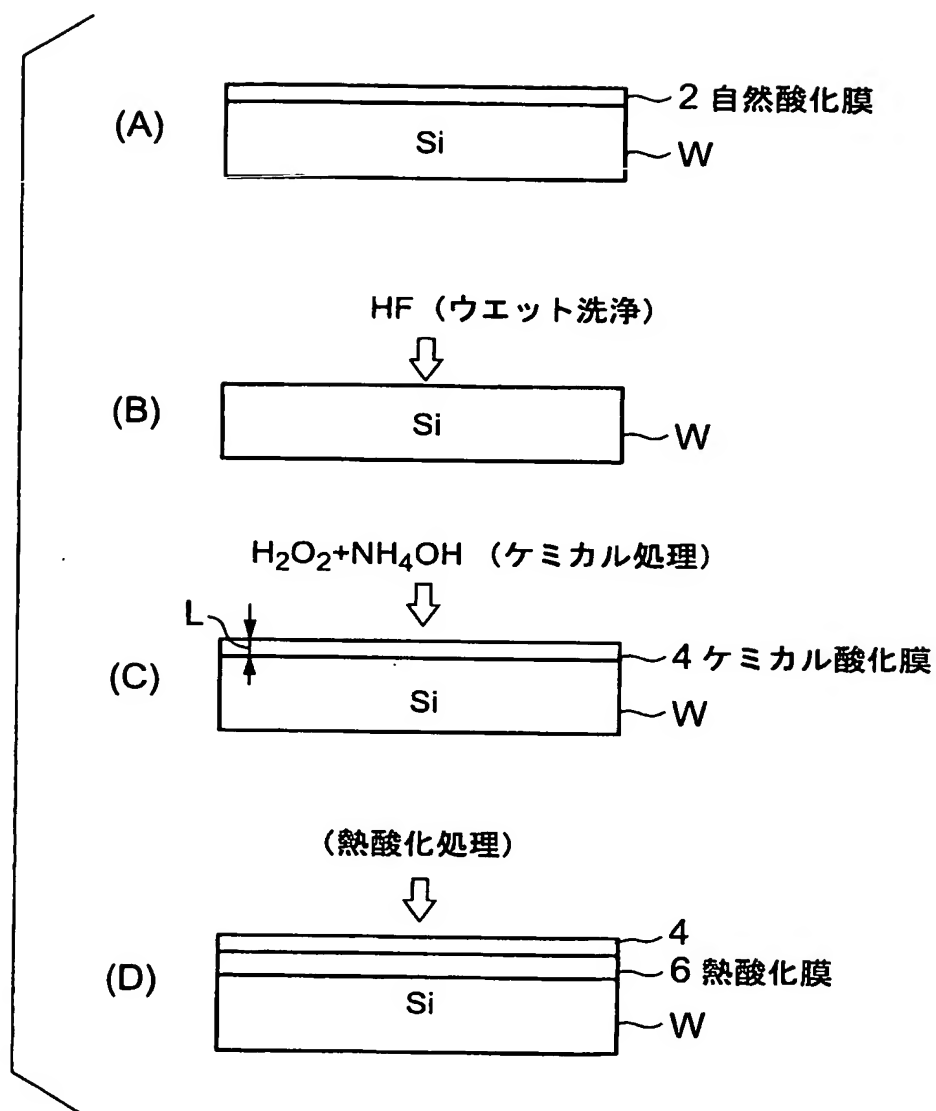 (A)
2 自然酸化膜
Si
W
HF（ウエット洗浄）
(B)
Si
W
H2O2+NH4OH （ケミカル処理）
L
(C)
4 ケミカル酸化膜
Si
W
（熱酸化処理）
4
(D)
6 熱酸化膜
Si
W